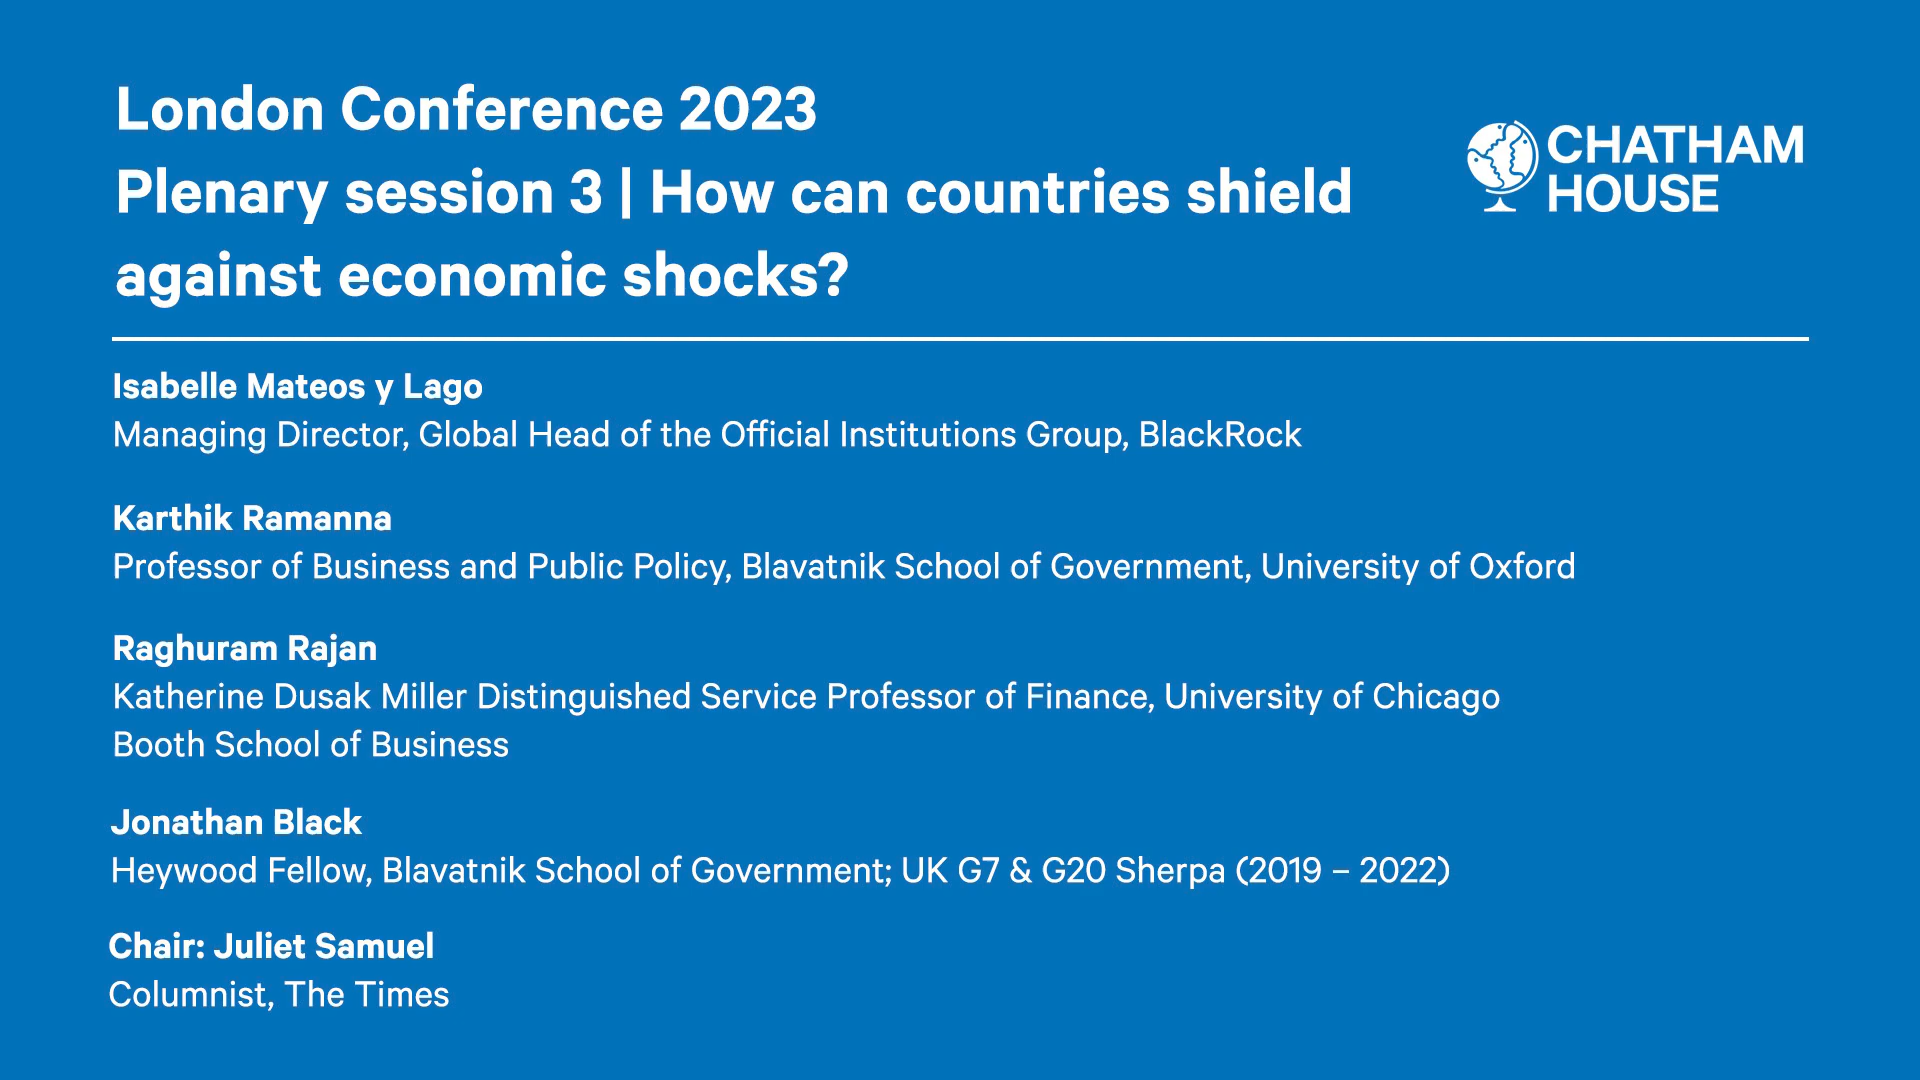 London Conference 2023
Plenary session 3 | How can countries shield
against economic shocks?
CHATHAM
HOUSE
Isabelle Mateos y Lago
Managing Director, Global Head of the Official Institutions Group, BlackRock
Karthik Ramanna
Professor of Business and Public Policy, Blavatnik School of Government, University of Oxford
Raghuram Rajan
Katherine Dusak Miller Distinguished Service Professor of Finance, University of Chicago
Booth School of Business
Jonathan Black
Heywood Fellow, Blavatnik School of Government; UK G7 & G20 Sherpa (2019 – 2022)
Chair: Juliet Samuel
Columnist, The Times